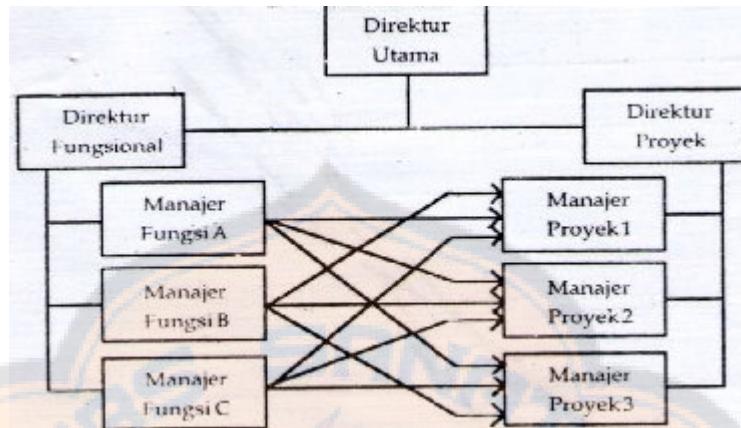 Direktur
Utama
Direktur
Fungsional
Direktur
Proyek
Manajer
Fungsi A
Manajer
Proyek 1
Manajer
Fungsi B
Manajer
Proyek 2
Manajer
Fungsi C
Manajer
Proyek 3